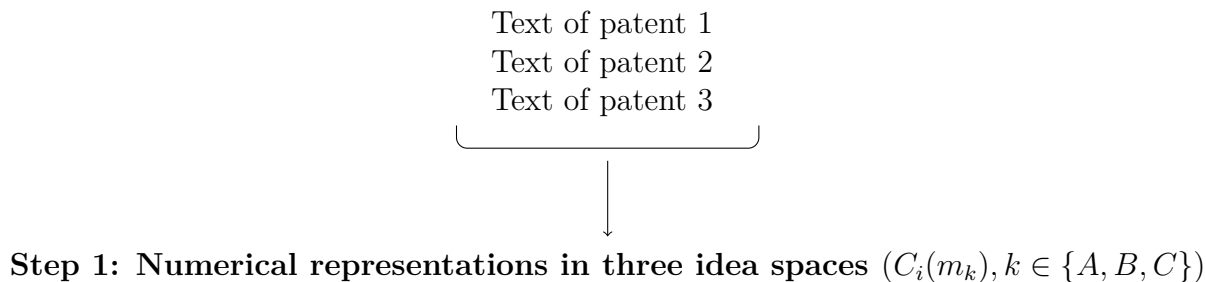 Text of patent 1
Text of patent 2
Text of patent 3
Step 1: Numerical representations in three idea spaces (C_i(m_k), k ∈ {A, B, C})